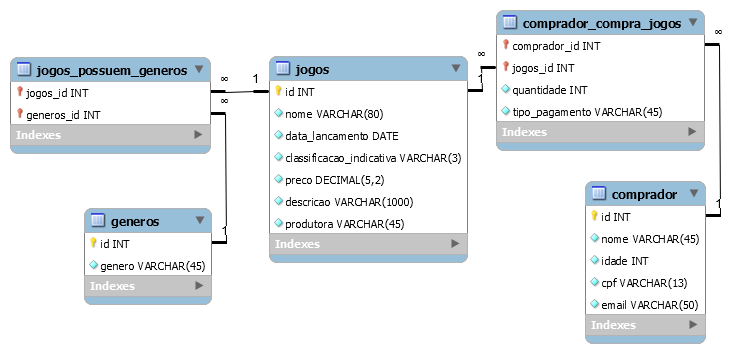 jogos_possuem_generos
jogos_id INT
generos_id INT
Indexes
∞
∞
1
1
generos
id INT
genero VARCHAR(45)
Indexes
jogos
id INT
nome VARCHAR(80)
data_lancamento DATE
classificacao_indicativa VARCHAR(3)
preco DECIMAL(5,2)
descricao VARCHAR(1000)
produtora VARCHAR(45)
Indexes
∞
1
comprador_compra_jogos
comprador_id INT
jogos_id INT
quantidade INT
tipo_pagamento VARCHAR(45)
Indexes
∞
1
comprador
id INT
nome VARCHAR(45)
idade INT
cpf VARCHAR(13)
email VARCHAR(50)
Indexes